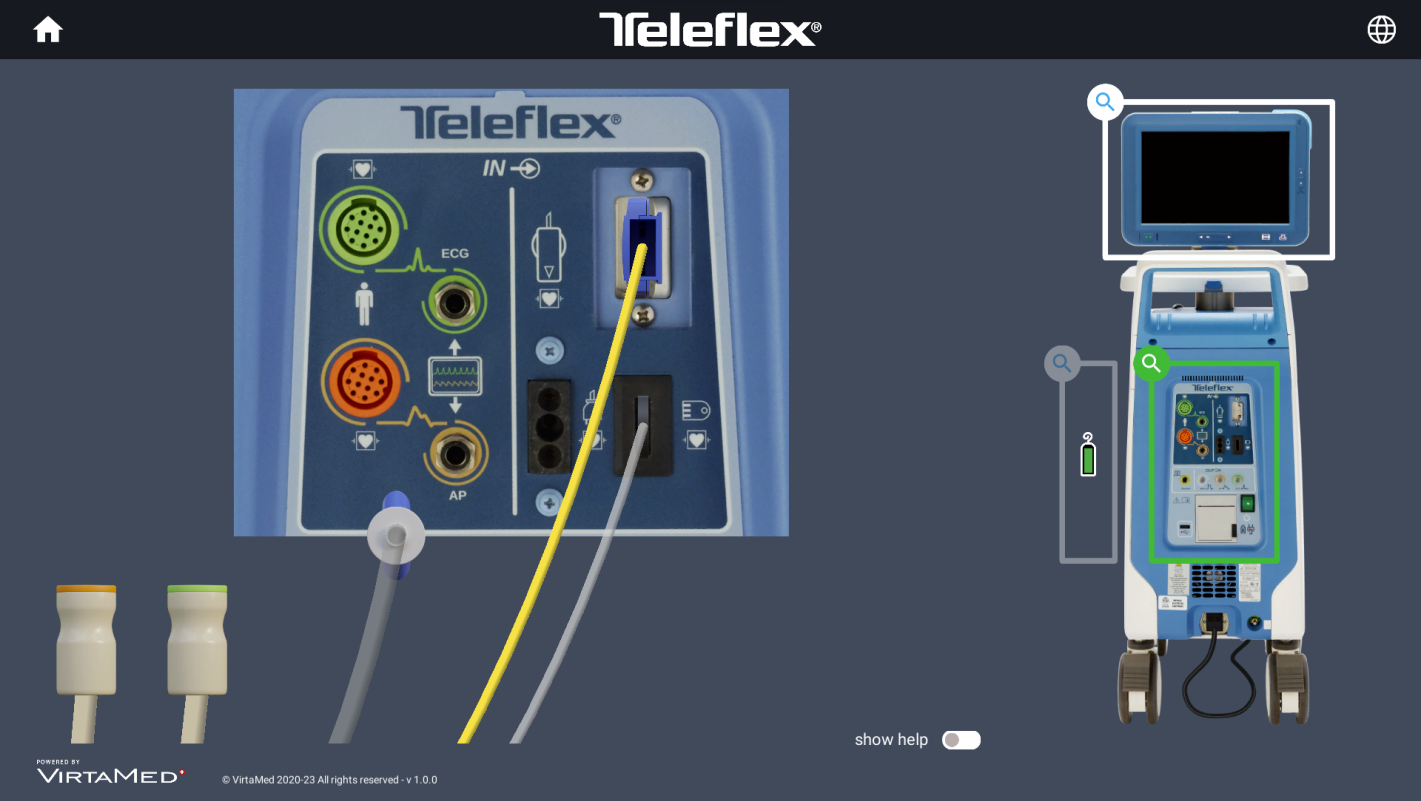 Teleflex®
Teleflex®
IN
ECG
AP
Teleflex®
show help
POWERED BY
VIRTAMED
© VirtaMed 2020-23 All rights reserved - v 1.0.0